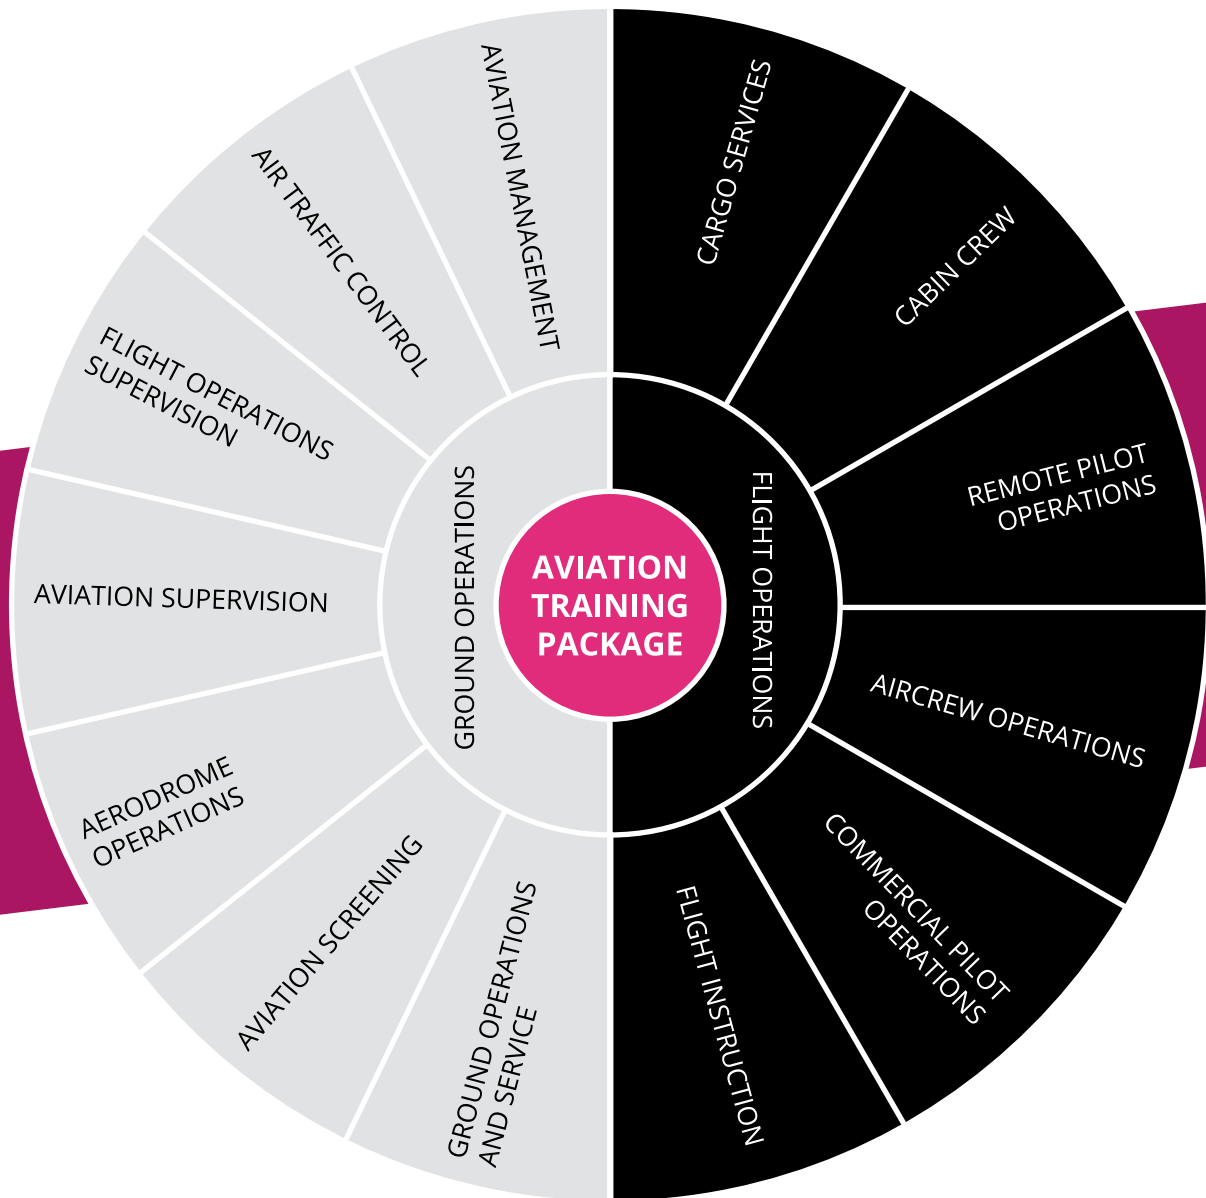 AVIATION
TRAINING
PACKAGE
FLIGHT OPERATIONS
CARGO SERVICES
CABIN CREW
REMOTE PILOT
OPERATIONS
AIRCREW OPERATIONS
COMMERCIAL PILOT
OPERATIONS
FLIGHT INSTRUCTION
GROUND OPERATIONS
GROUND OPERATIONS
AND SERVICE
AVIATION SCREENING
AERODROME
OPERATIONS
AVIATION SUPERVISION
FLIGHT OPERATIONS
SUPERVISION
AIR TRAFFIC CONTROL
AVIATION MANAGEMENT